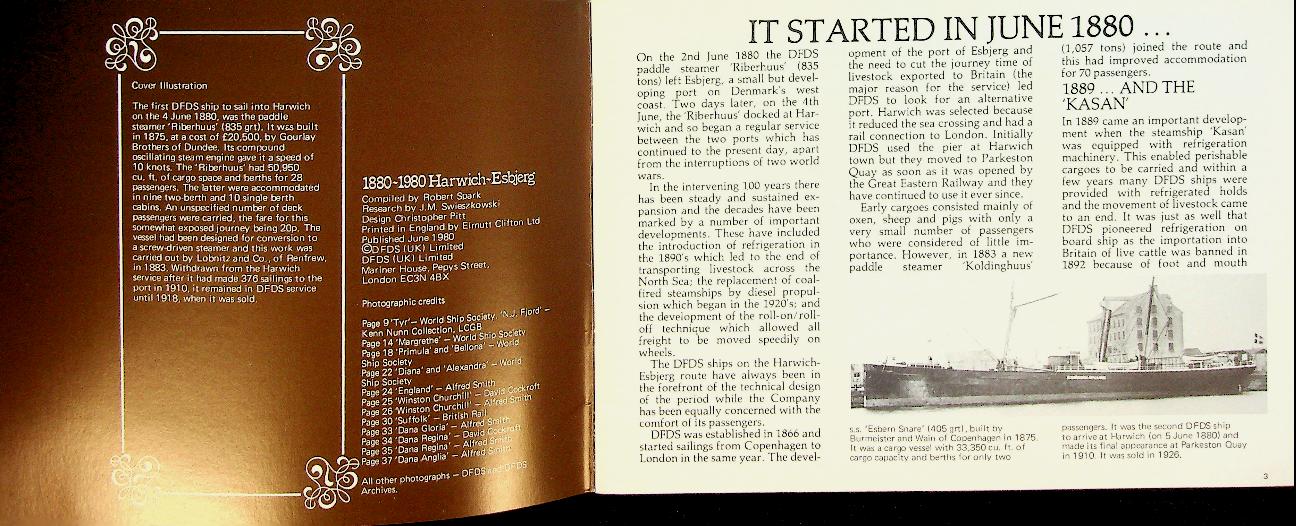 Cover Illustration
The first DFDS ship to sail into Harwich
on the 4 June 1880, was the paddle
steamer 'Riberhuus' (835 grt). It was built
in 1875, at a cost of £20,500, by Gourlay
Brothers of Dundee. Its compound
oscillating steam engine gave it a speed of
10 knots. The 'Riberhuus' had 50,950
cu. ft. of cargo space and berths for 28
passengers. The latter were accommodated
in nine two-berth and 10 single berth
cabins. An unspecified number of deck
passengers were carried, the fare for this
somewhat exposed journey being 20p. The
vessel had been designed for conversion to
a screw-driven steamer and this work was
carried out by Lobnitz and Co., of Renfrew,
in 1883. Withdrawn from the Harwich
service after it had made 376 sailings to the
port in 1910, it remained in DFDS service
until 1918, when it was sold.
1880-1980 Harwich-Esbjerg
Compiled by Robert Spark
Research by J.M. Swieszkowski
Design Christopher Pitt
Printed in England by Elmutt Clifton Ltd
Published June 1980
©DFDS (UK) Limited
DFDS (UK) Limited
Mariner House, Pepys Street,
London EC3N 4BX
Photographic credits
Page 9 'Tyr'— World Ship Society, 'N.J. Fjord' —
Kenn Nunn Collection, LCGB
Page 14 'Margrethe' — World Ship Society
Page 18 'Primula' and 'Bellona' — World
Ship Society
Page 22 'Diana' and 'Alexandra' — World
Ship Society
Page 24 'England' — Alfred Smith
Page 25 'Winston Churchill' — David Cockroft
Page 26 'Winston Churchill' — Alfred Smith
Page 30 'Suffolk' — British Rail
Page 33 'Dana Gloria' — Alfred Smith
Page 34 'Dana Regina' — David Cockroft
Page 35 'Dana Regina' — Alfred Smith
Page 37 'Dana Anglia' — Alfred Smith
All other photographs — DFDS and DFDS
Archives.
IT STARTED IN JUNE 1880 ...
On the 2nd June 1880 the DFDS
paddle steamer 'Riberhuus' (835
tons) left Esbjerg, a small but devel-
oping port on Denmark's west
coast. Two days later, on the 4th
June, the 'Riberhuus' docked at Har-
wich and so began a regular service
between the two ports which has
continued to the present day, apart
from the interruptions of two world
wars.
In the intervening 100 years there
has been steady and sustained ex-
pansion and the decades have been
marked by a number of important
developments. These have included
the introduction of refrigeration in
the 1890's which led to the end of
transporting livestock across the
North Sea; the replacement of coal-
fired steamships by diesel propul-
sion which began in the 1920's; and
the development of the roll-on/roll-
off technique which allowed all
freight to be moved speedily on
wheels.
The DFDS ships on the Harwich-
Esbjerg route have always been in
the forefront of the technical design
of the period while the Company
has been equally concerned with the
comfort of its passengers.
DFDS was established in 1866 and
started sailings from Copenhagen to
London in the same year. The devel-
opment of the port of Esbjerg and
the need to cut the journey time of
livestock exported to Britain (the
major reason for the service) led
DFDS to look for an alternative
port. Harwich was selected because
it reduced the sea crossing and had a
rail connection to London. Initially
DFDS used the pier at Harwich
town but they moved to Parkeston
Quay as soon as it was opened by
the Great Eastern Railway and they
have continued to use it ever since.
Early cargoes consisted mainly of
oxen, sheep and pigs with only a
very small number of passengers
who were considered of little im-
portance. However, in 1883 a new
paddle steamer 'Koldinghuus'
(1,057 tons) joined the route and
this had improved accommodation
for 70 passengers.
1889 ... AND THE
'KASAN'
In 1889 came an important develop-
ment when the steamship 'Kasan'
was equipped with refrigeration
machinery. This enabled perishable
cargoes to be carried and within a
few years many DFDS ships were
provided with refrigerated holds
and the movement of livestock came
to an end. It was just as well that
DFDS pioneered refrigeration on
board ship as the importation into
Britain of live cattle was banned in
1892 because of foot and mouth
s.s. 'Esbern Snare' (405 grt), built by
Burmeister and Wain of Copenhagen in 1875.
It was a cargo vessel with 33,350 cu. ft. of
cargo capacity and berths for only two
passengers. It was the second DFDS ship
to arrive at Harwich (on 5 June 1880) and
made its final appearance at Parkeston Quay
in 1910. It was sold in 1926.
3